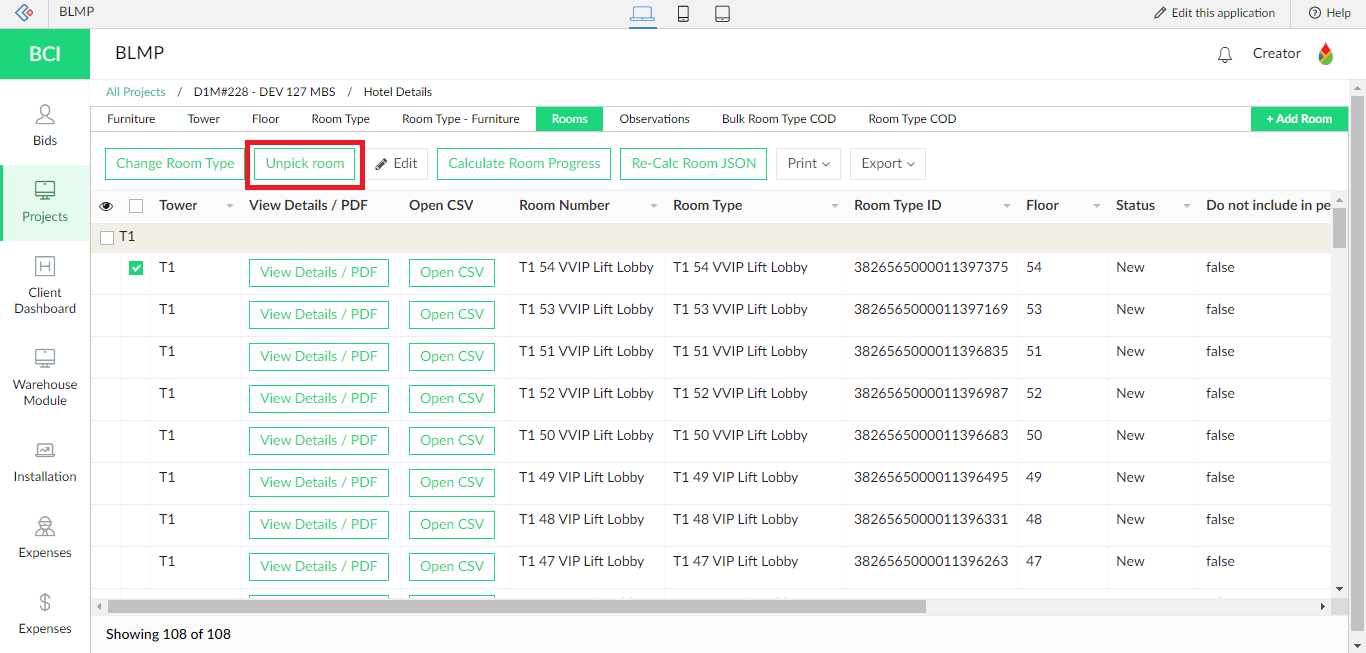 BLMP
Edit this application
Help
BCI
BLMP
Creator
All Projects / D1M#228 - DEV 127 MBS / Hotel Details
Furniture Tower Floor Room Type Room Type - Furniture Rooms Observations Bulk Room Type COD Room Type COD + Add Room
Change Room Type Unpick room Edit Calculate Room Progress Re-Calc Room JSON Print Export
Tower View Details / PDF Open CSV Room Number Room Type Room Type ID Floor Status Do not include in pe
T1
T1 View Details / PDF Open CSV T1 54 VVIP Lift Lobby T1 54 VVIP Lift Lobby 3826565000011397375 54 New false
T1 View Details / PDF Open CSV T1 53 VVIP Lift Lobby T1 53 VVIP Lift Lobby 3826565000011397169 53 New false
T1 View Details / PDF Open CSV T1 51 VVIP Lift Lobby T1 51 VVIP Lift Lobby 3826565000011396835 51 New false
T1 View Details / PDF Open CSV T1 52 VVIP Lift Lobby T1 52 VVIP Lift Lobby 3826565000011396987 52 New false
T1 View Details / PDF Open CSV T1 50 VVIP Lift Lobby T1 50 VVIP Lift Lobby 3826565000011396683 50 New false
T1 View Details / PDF Open CSV T1 49 VIP Lift Lobby T1 49 VIP Lift Lobby 3826565000011396495 49 New false
T1 View Details / PDF Open CSV T1 48 VIP Lift Lobby T1 48 VIP Lift Lobby 3826565000011396331 48 New false
T1 View Details / PDF Open CSV T1 47 VIP Lift Lobby T1 47 VIP Lift Lobby 3826565000011396263 47 New false
Showing 108 of 108
Bids
Projects
Client
Dashboard
Warehouse
Module
Installation
Expenses
Expenses